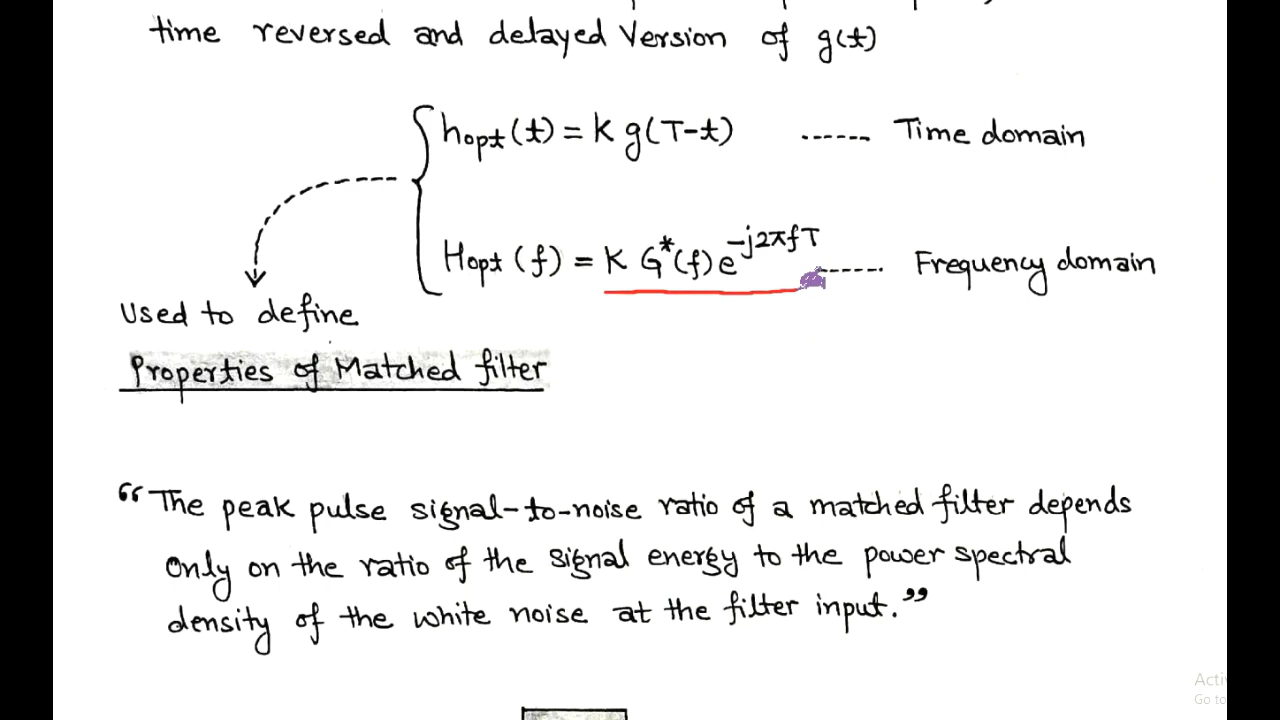 time reversed and delayed Version of g(t)
hopt(t) = K g(T-t) ...... Time domain
Hopt(f) = K G*(f)e^-j2πfT ...... Frequency domain
Used to define
Properties of Matched filter
“The peak pulse signal-to-noise ratio of a matched filter depends
Only on the ratio of the signal energy to the power spectral
density of the white noise at the filter input.”
Go to